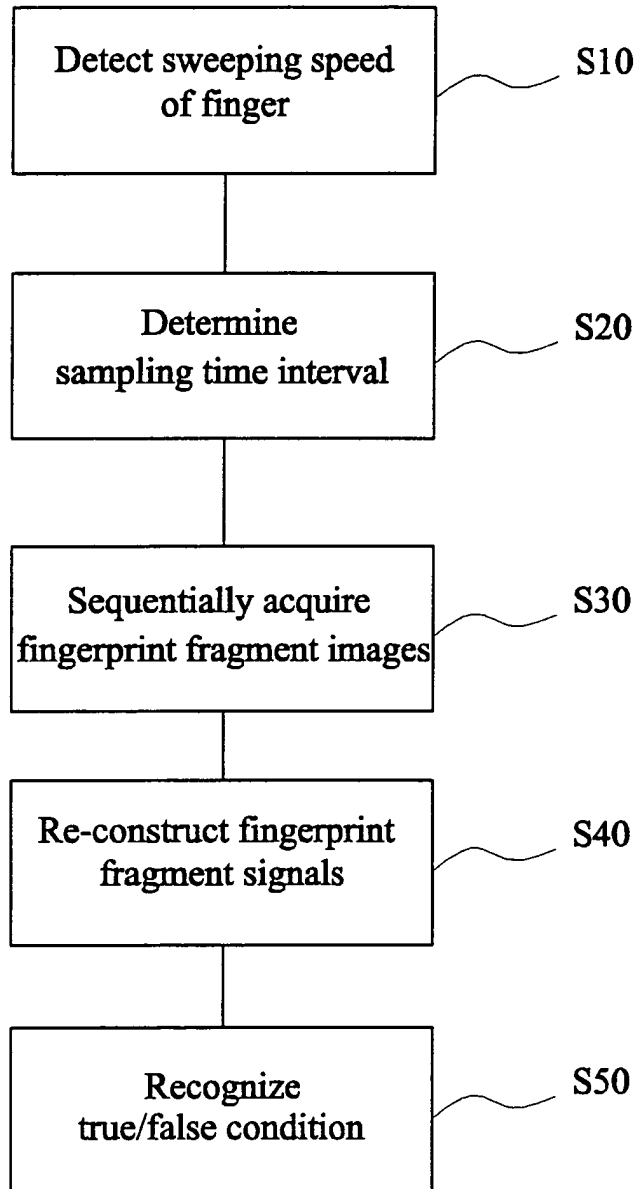 Detect sweeping speed
of finger
S10
Determine
sampling time interval
S20
Sequentially acquire
fingerprint fragment images
S30
Re-construct fingerprint
fragment signals
S40
Recognize
true/false condition
S50